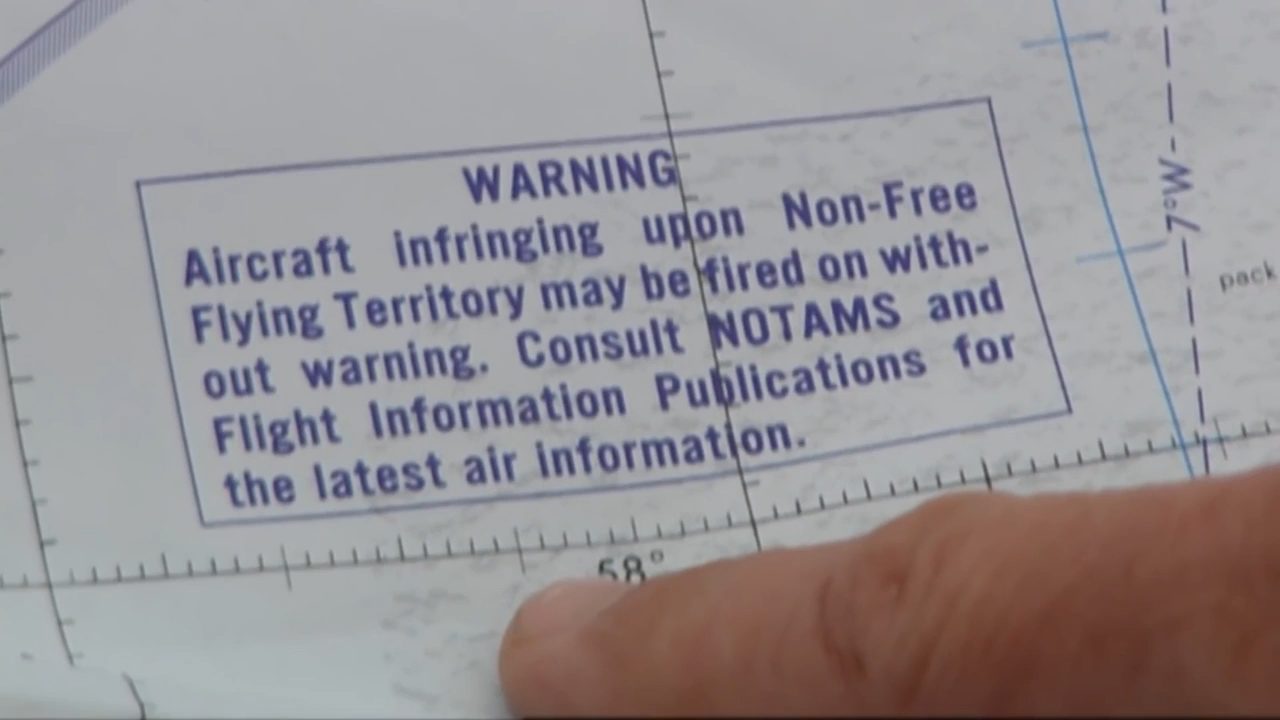 WARNING
Aircraft infringing upon Non-Free
Flying Territory may be fired on with-
out warning. Consult NOTAMS and
Flight Information Publications for
the latest air information.
7°W
pack
58°